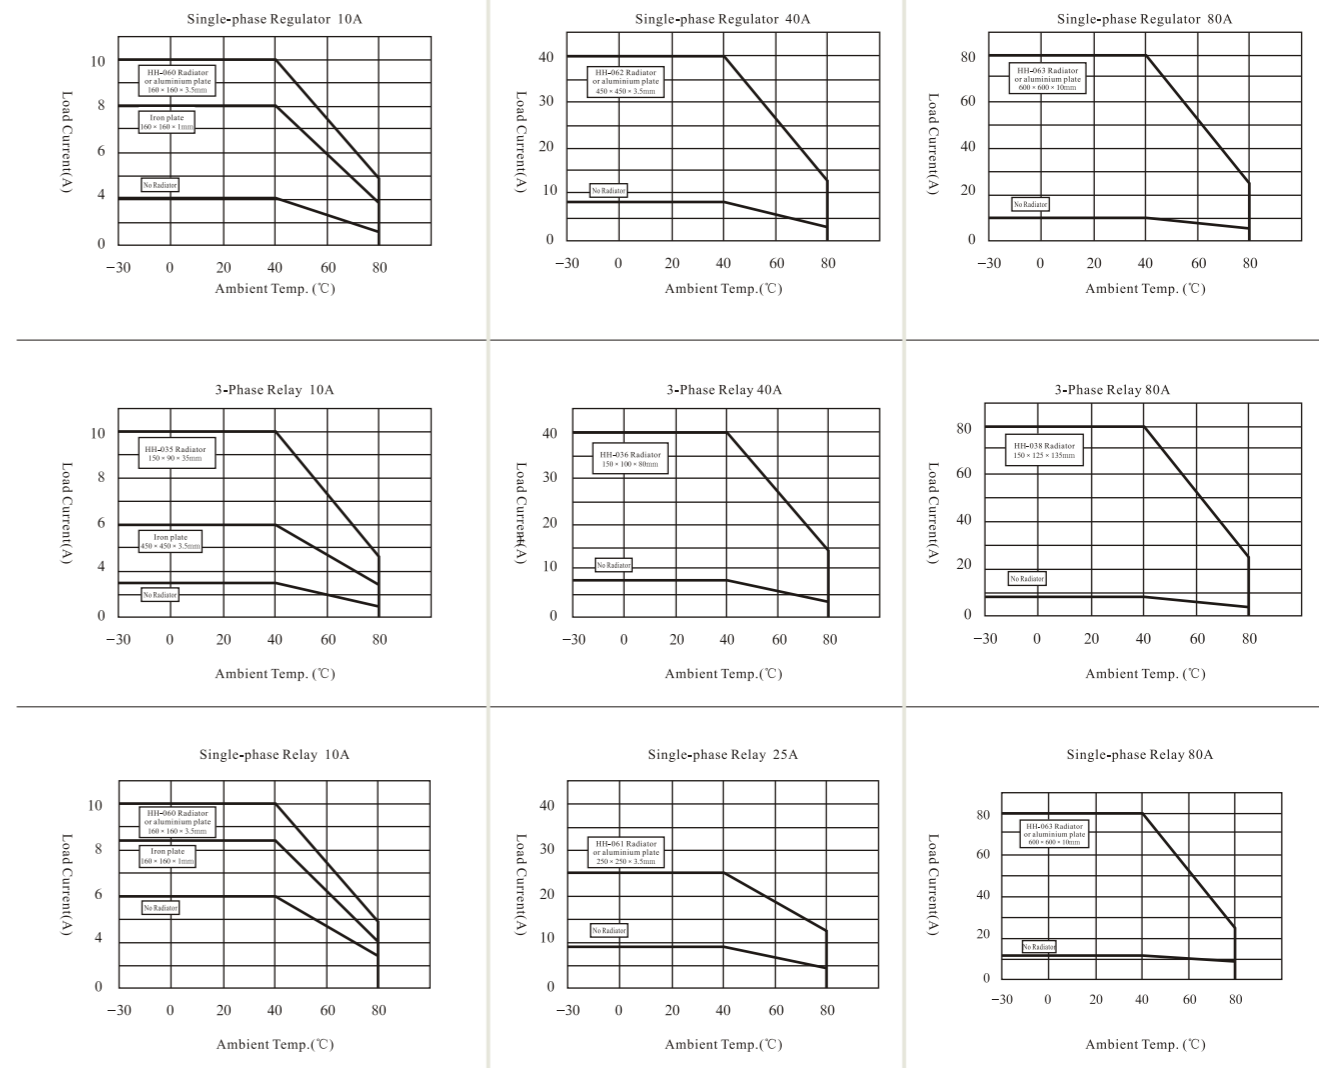 Single-phase Regulator 10A
10
8
6
4
0
Load Current(A)
HH-060 Radiator
or aluminium plate
160 × 160 × 3.5mm
Iron plate
160 × 160 × 1mm
No Radiator
−30 0 20 40 60 80
Ambient Temp. (℃)
Single-phase Regulator 40A
40
30
20
10
0
Load Current(A)
HH-062 Radiator
or aluminium plate
450 × 450 × 3.5mm
No Radiator
−30 0 20 40 60 80
Ambient Temp.(℃)
Single-phase Regulator 80A
80
60
40
20
0
Load Current(A)
HH-063 Radiator
or aluminium plate
600 × 600 × 10mm
No Radiator
−30 0 20 40 60 80
Ambient Temp. (℃)
3-Phase Relay 10A
10
8
6
4
0
Load Current(A)
HH-035 Radiator
150 × 90 × 35mm
Iron plate
450 × 450 × 3.5mm
No Radiator
−30 0 20 40 60 80
Ambient Temp. (℃)
3-Phase Relay 40A
40
30
20
10
0
Load Current(A)
HH-036 Radiator
150 × 100 × 80mm
No Radiator
−30 0 20 40 60 80
Ambient Temp.(℃)
3-Phase Relay 80A
80
60
40
20
0
Load Current(A)
HH-038 Radiator
150 × 125 × 135mm
No Radiator
−30 0 20 40 60 80
Ambient Temp. (℃)
Single-phase Relay 10A
10
8
6
4
0
Load Current(A)
HH-060 Radiator
or aluminium plate
160 × 160 × 3.5mm
Iron plate
160 × 160 × 1mm
No Radiator
−30 0 20 40 60 80
Ambient Temp.(℃)
Single-phase Relay 25A
40
30
20
10
0
Load Current(A)
HH-061 Radiator
or aluminium plate
250 × 250 × 3.5mm
No Radiator
−30 0 20 40 60 80
Ambient Temp.(℃)
Single-phase Relay 80A
80
60
40
20
0
Load Current(A)
HH-063 Radiator
or aluminium plate
600 × 600 × 10mm
No Radiator
−30 0 20 40 60 80
Ambient Temp. (℃)